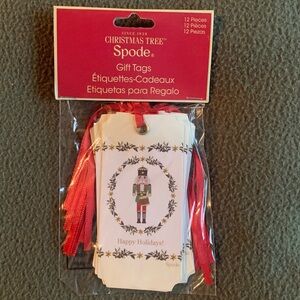 12 Pieces
12 Pièces
12 Piezas
SINCE 1938
CHRISTMAS TREE™
Spode®
Gift Tags
Étiquettes-Cadeaux
Etiquetas para Regalo
Happy Holidays!